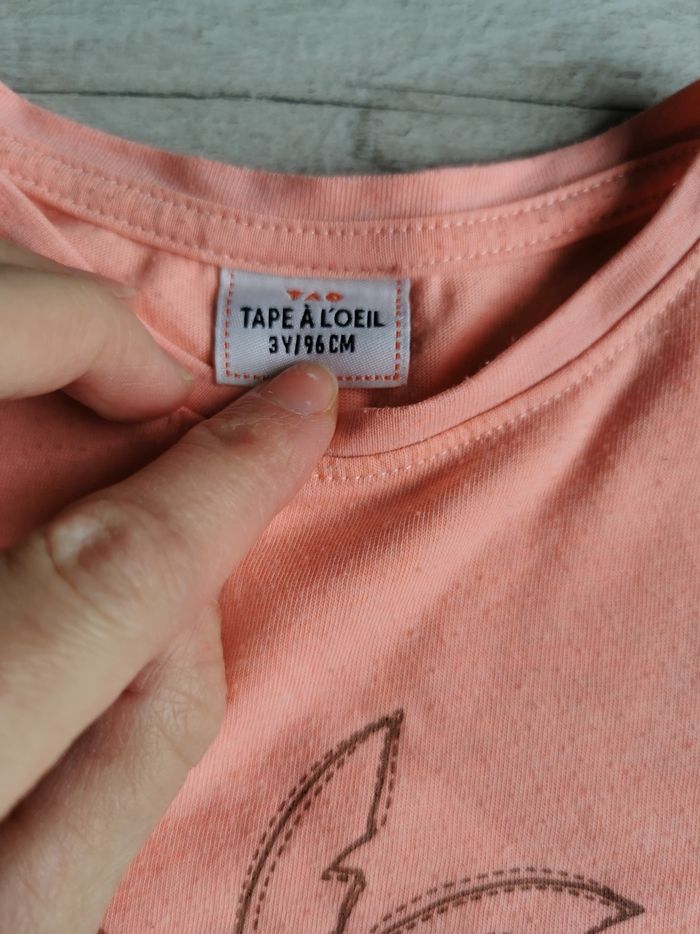 TAO
TAPE À L'OEIL
3Y/96CM